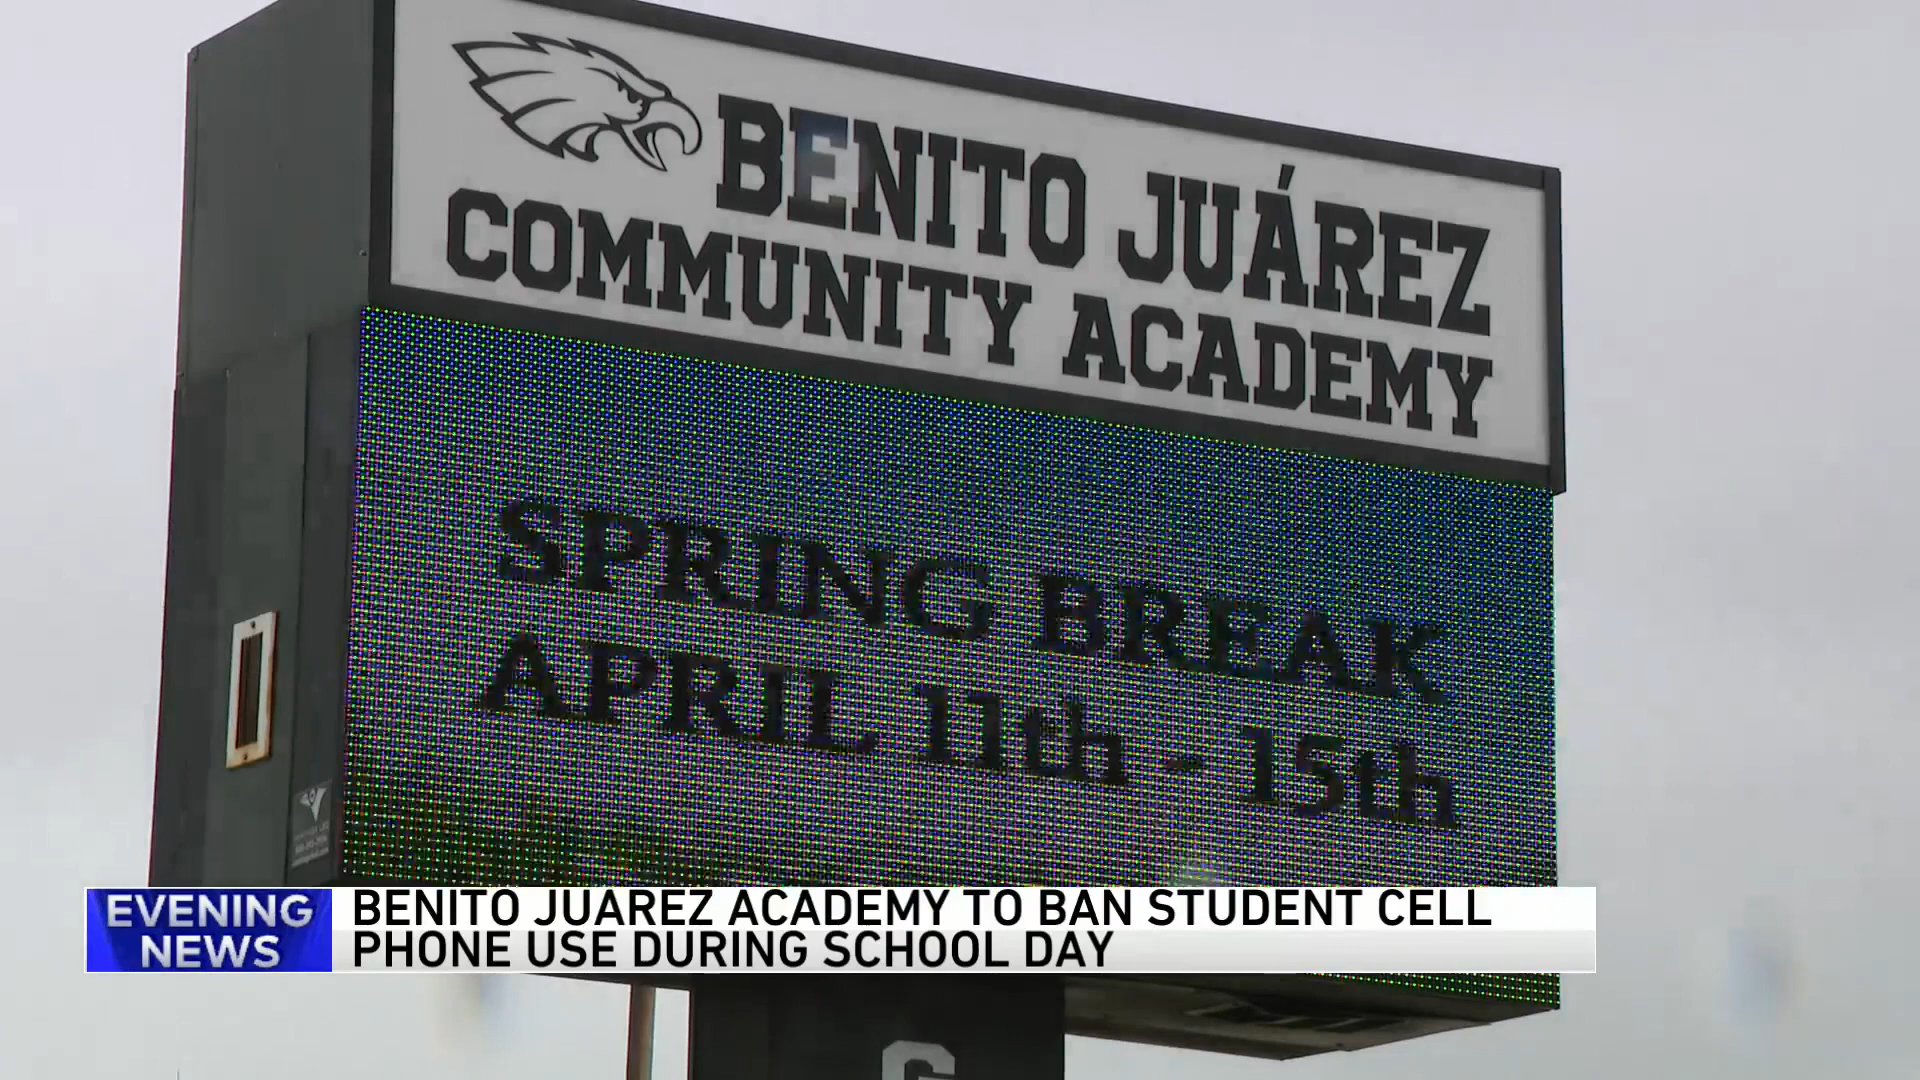 BENITO JUÁREZ
COMMUNITY ACADEMY
SPRING BREAK
APRIL 11th - 15th
EVENING
NEWS
BENITO JUAREZ ACADEMY TO BAN STUDENT CELL
PHONE USE DURING SCHOOL DAY